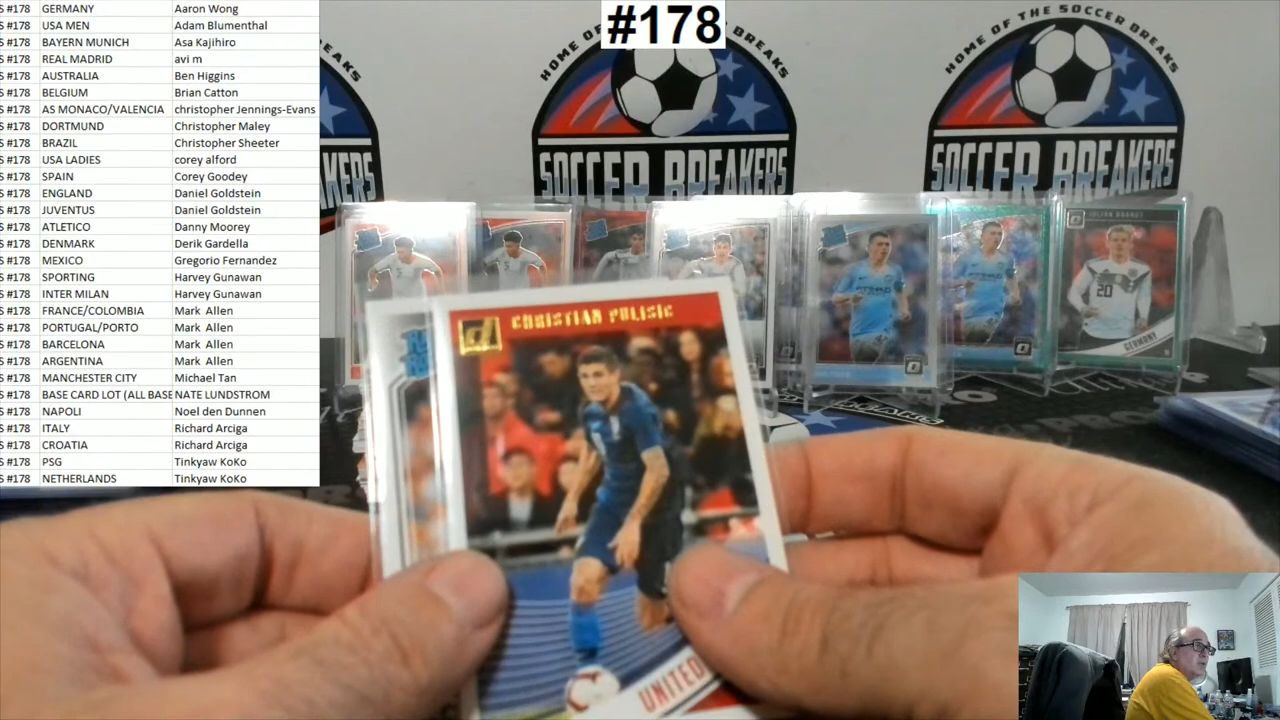 #178
S #178 GERMANY Aaron Wong
S #178 USA MEN Adam Blumenthal
S #178 BAYERN MUNICH Asa Kajihiro
S #178 REAL MADRID avi m
S #178 AUSTRALIA Ben Higgins
S #178 BELGIUM Brian Catton
S #178 AS MONACO/VALENCIA christopher Jennings-Evans
S #178 DORTMUND Christopher Maley
S #178 BRAZIL Christopher Sheeter
S #178 USA LADIES corey alford
S #178 SPAIN Corey Goodey
S #178 ENGLAND Daniel Goldstein
S #178 JUVENTUS Daniel Goldstein
S #178 ATLETICO Danny Moorey
S #178 DENMARK Derik Gardella
S #178 MEXICO Gregorio Fernandez
S #178 SPORTING Harvey Gunawan
S #178 INTER MILAN Harvey Gunawan
S #178 FRANCE/COLOMBIA Mark Allen
S #178 PORTUGAL/PORTO Mark Allen
S #178 BARCELONA Mark Allen
S #178 ARGENTINA Mark Allen
S #178 MANCHESTER CITY Michael Tan
S #178 BASE CARD LOT (ALL BASE NATE LUNDSTROM
S #178 NAPOLI Noel den Dunnen
S #178 ITALY Richard Arciga
S #178 CROATIA Richard Arciga
S #178 PSG Tinkyaw KoKo
S #178 NETHERLANDS Tinkyaw KoKo
REAKS
KERS
HOME OF BREAKS
SOCCER BREAKERS
HOME OF THE SOCCER BREAKS
SOCCER BREAKERS
JULIAN BRANDT
20
GERMANY
CHRISTIAN PULISIC
UNITED